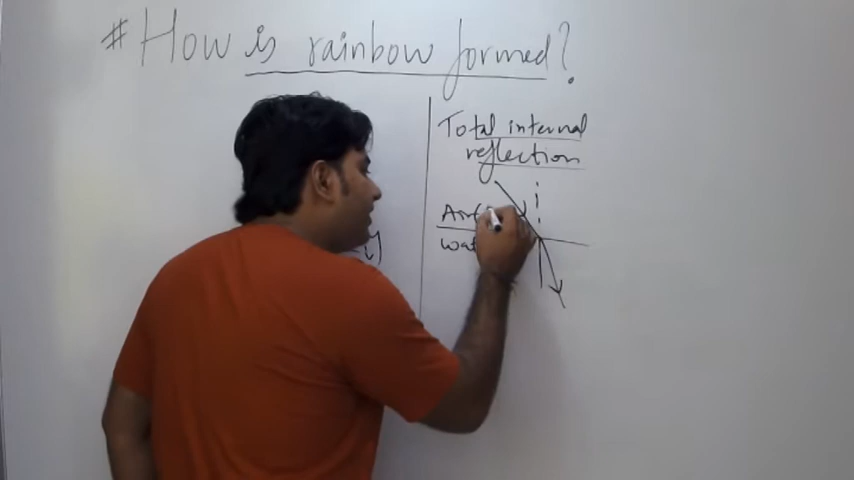 # How is rainbow formed?
Total internal
reflection